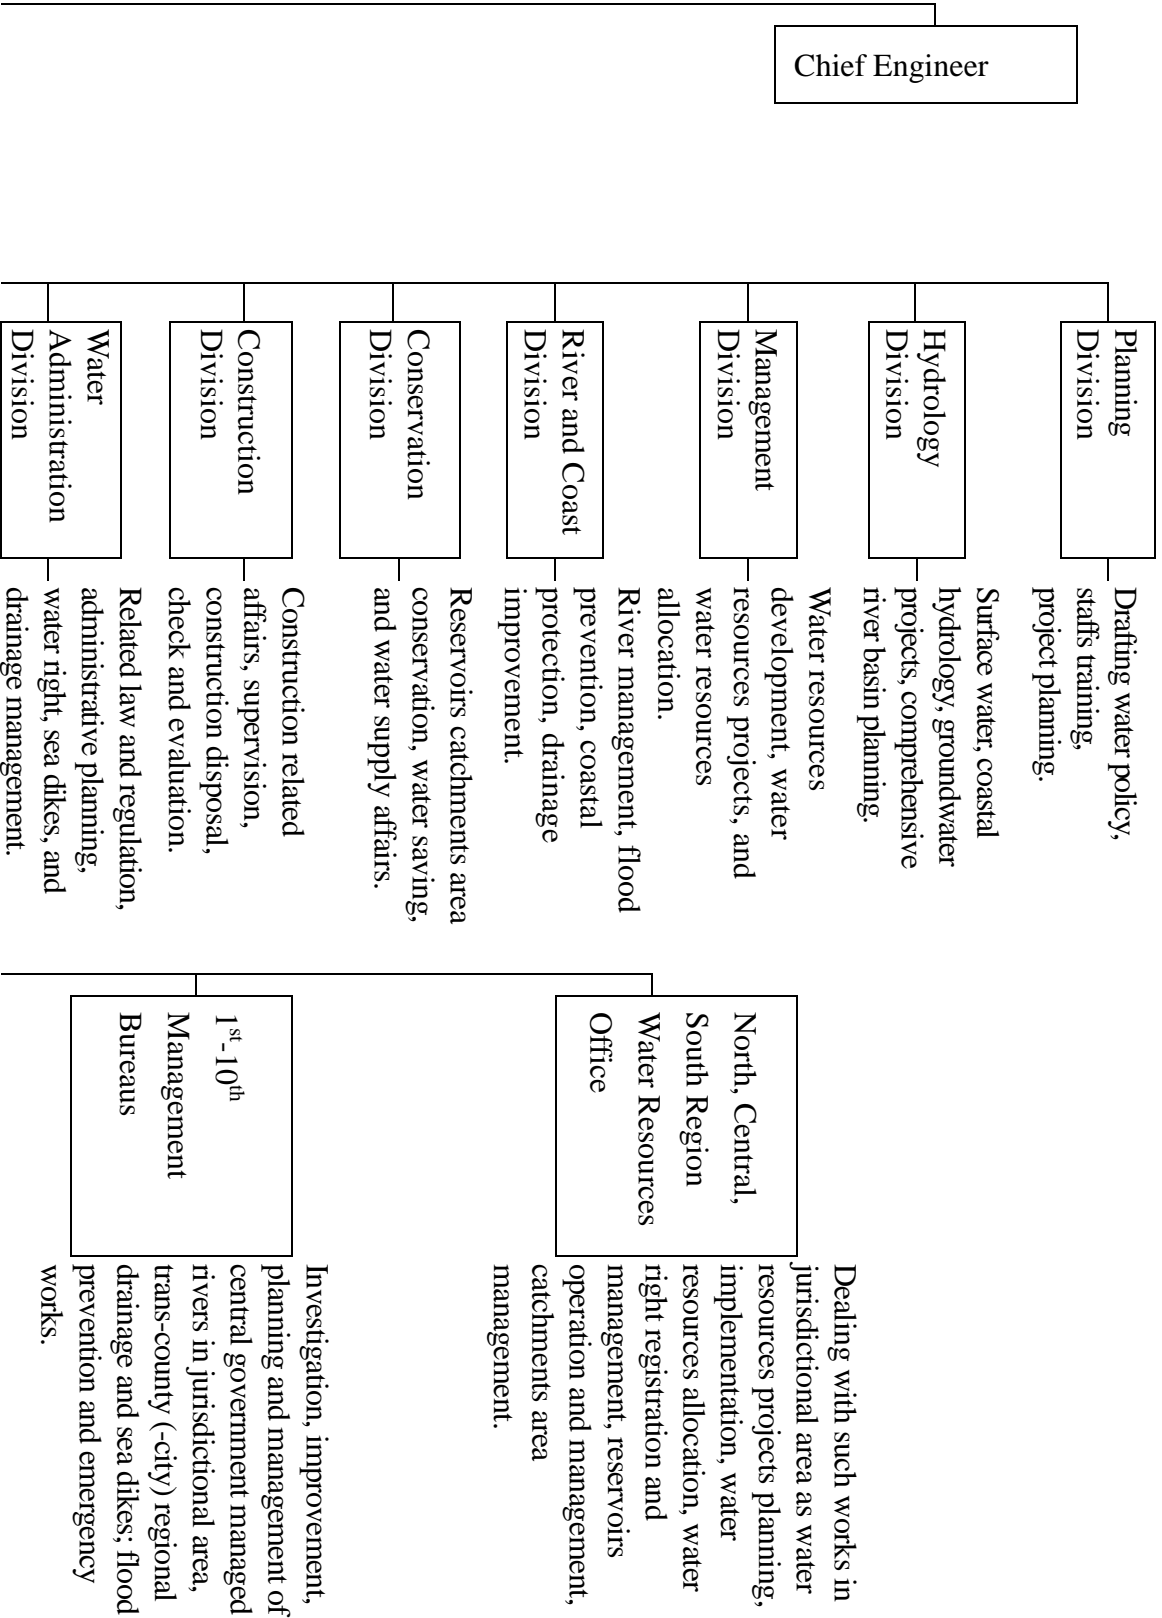 Chief Engineer
Planning
Division
Drafting water policy,
staffs training,
project planning.
Hydrology
Division
Surface water, coastal
hydrology, groundwater
projects, comprehensive
river basin planning.
Management
Division
Water resources
development, water
resources projects, and
water resources
allocation.
River and Coast
Division
River management, flood
prevention, coastal
protection, drainage
improvement.
Conservation
Division
Reservoirs catchments area
conservation, water saving,
and water supply affairs.
Construction
Division
Construction related
affairs, supervision,
construction disposal,
check and evaluation.
Water
Administration
Division
Related law and regulation,
administrative planning,
water right, sea dikes, and
drainage management.
North, Central,
South Region
Water Resources
Office
Dealing with such works in
jurisdictional area as water
resources projects planning,
implementation, water
resources allocation, water
right registration and
management, reservoirs
operation and management,
catchments area
management.
1st-10th
Management
Bureaus
Investigation, improvement,
planning and management of
central government managed
rivers in jurisdictional area,
trans-county (-city) regional
drainage and sea dikes; flood
prevention and emergency
works.